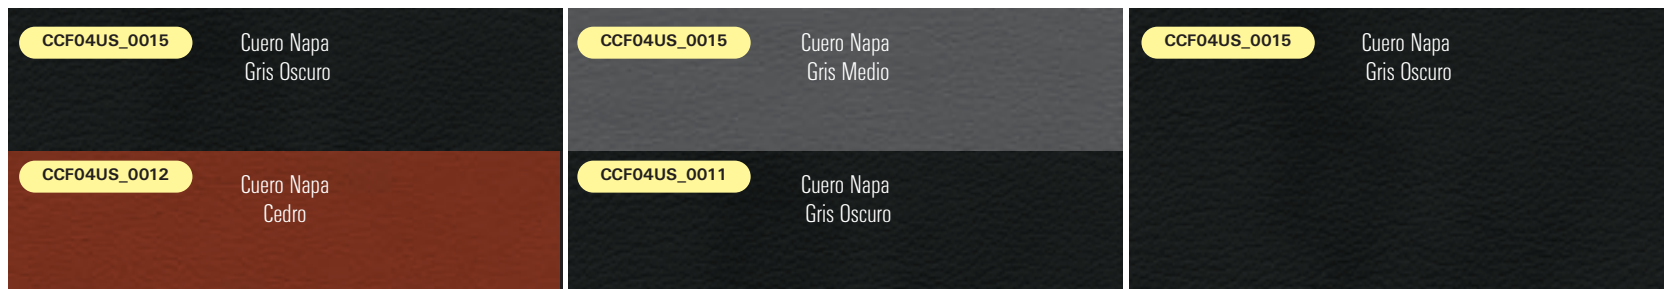 CCF04US_0015
Cuero Napa
Gris Oscuro
CCF04US_0012
Cuero Napa
Cedro
CCF04US_0015
Cuero Napa
Gris Medio
CCF04US_0011
Cuero Napa
Gris Oscuro
CCF04US_0015
Cuero Napa
Gris Oscuro